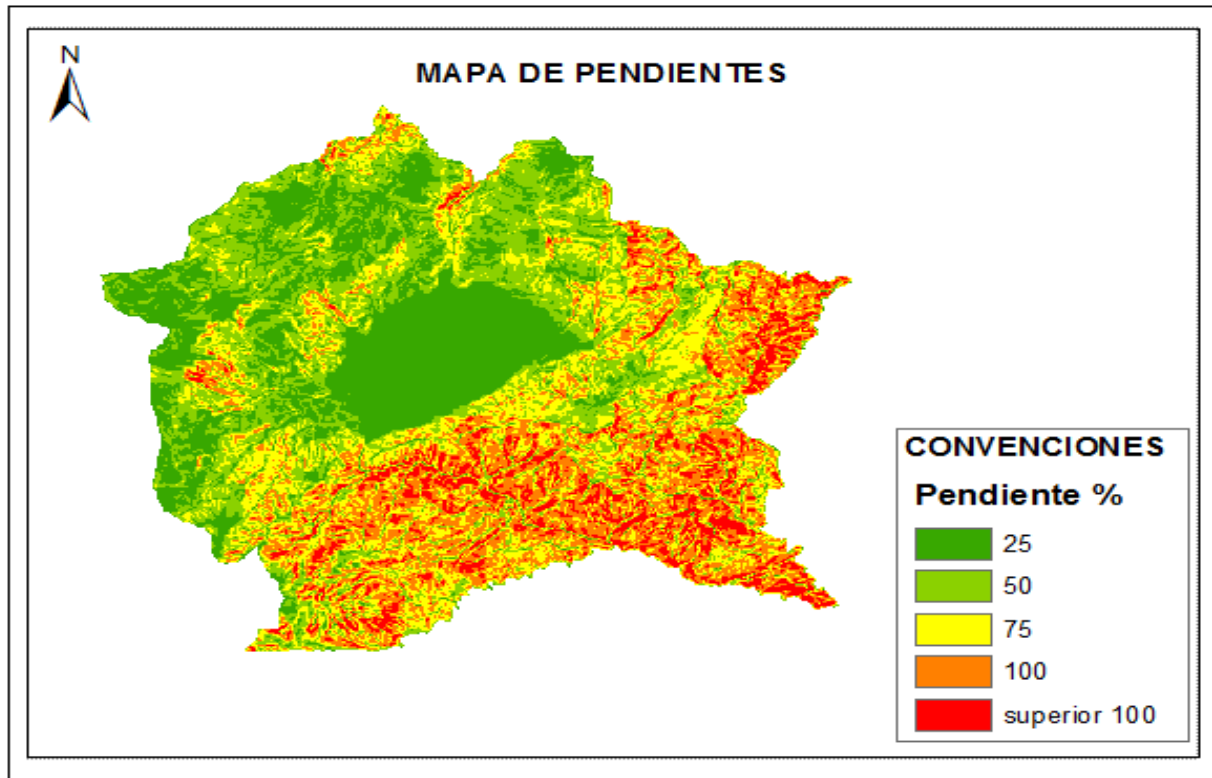 N
MAPA DE PENDIENTES
CONVENCIONES
Pendiente %
25
50
75
100
superior 100